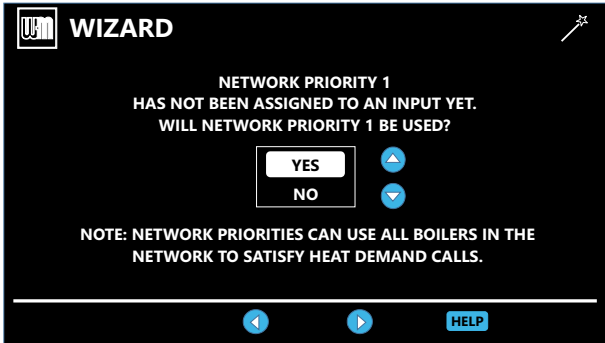 WM WIZARD
NETWORK PRIORITY 1
HAS NOT BEEN ASSIGNED TO AN INPUT YET.
WILL NETWORK PRIORITY 1 BE USED?
YES
NO
NOTE: NETWORK PRIORITIES CAN USE ALL BOILERS IN THE
NETWORK TO SATISFY HEAT DEMAND CALLS.
HELP